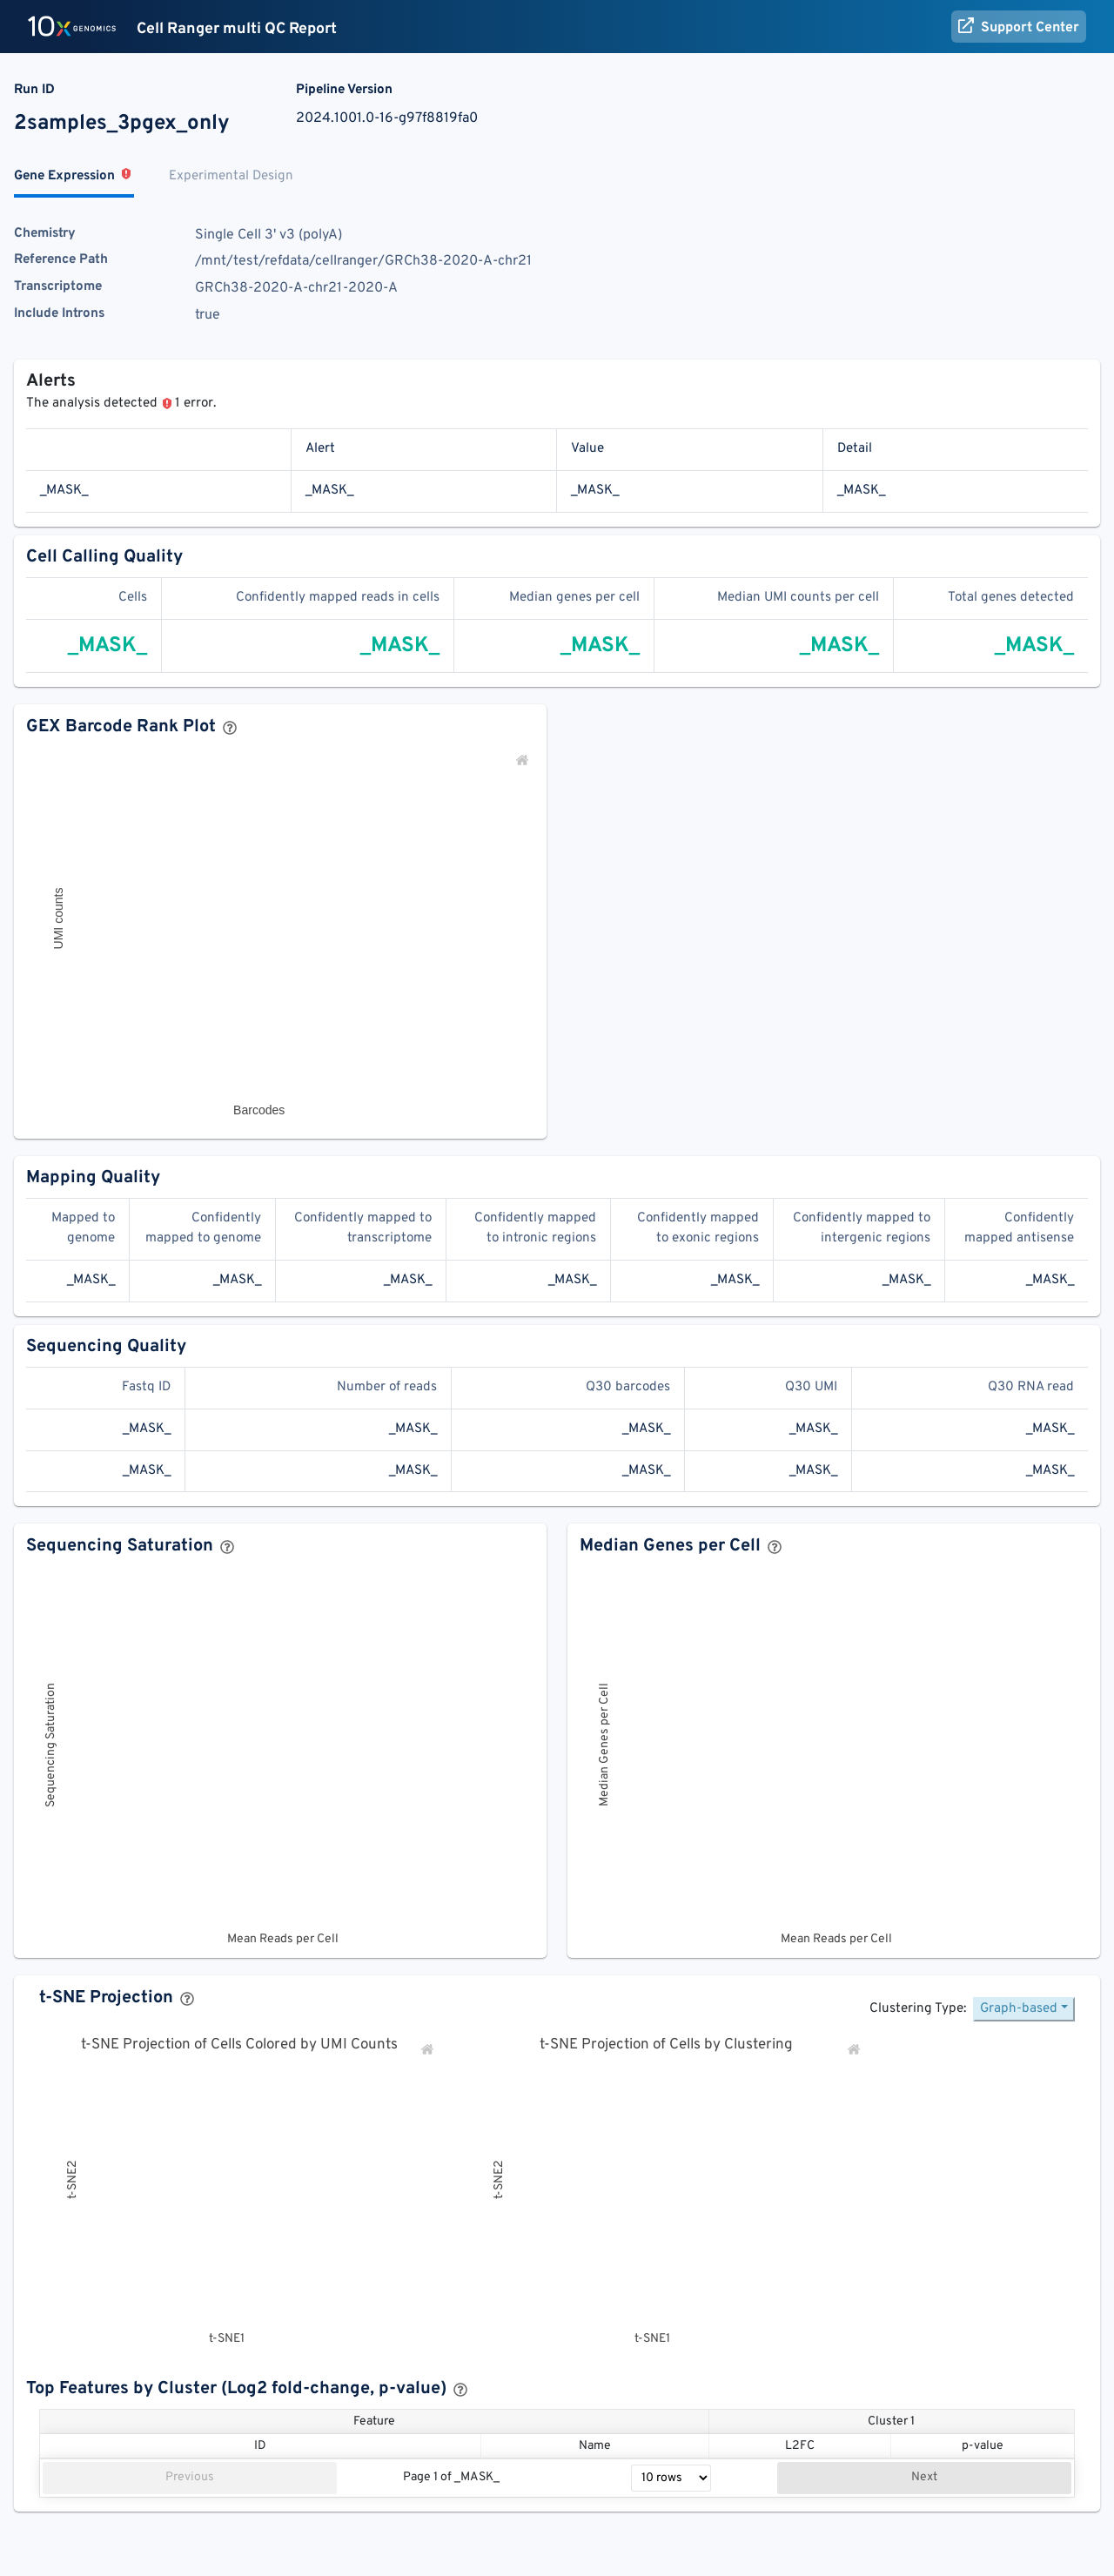 10x GENOMICS Cell Ranger multi QC Report Support Center
Run ID Pipeline Version
2samples_3pgex_only 2024.1001.0-16-g97f8819fa0
Gene Expression Experimental Design
Chemistry Single Cell 3' v3 (polyA)
Reference Path /mnt/test/refdata/cellranger/GRCh38-2020-A-chr21
Transcriptome GRCh38-2020-A-chr21-2020-A
Include Introns true
Alerts
The analysis detected 1 error.
Alert Value Detail
_MASK_ _MASK_ _MASK_ _MASK_
Cell Calling Quality
Cells Confidently mapped reads in cells Median genes per cell Median UMI counts per cell Total genes detected
_MASK_ _MASK_ _MASK_ _MASK_ _MASK_
GEX Barcode Rank Plot
UMI counts
Barcodes
Mapping Quality
Mapped to Confidently Confidently mapped to Confidently mapped Confidently mapped Confidently mapped to Confidently
genome mapped to genome transcriptome to intronic regions to exonic regions intergenic regions mapped antisense
_MASK_ _MASK_ _MASK_ _MASK_ _MASK_ _MASK_ _MASK_
Sequencing Quality
Fastq ID Number of reads Q30 barcodes Q30 UMI Q30 RNA read
_MASK_ _MASK_ _MASK_ _MASK_ _MASK_
_MASK_ _MASK_ _MASK_ _MASK_ _MASK_
Sequencing Saturation
Sequencing Saturation
Mean Reads per Cell
Median Genes per Cell
Median Genes per Cell
Mean Reads per Cell
t-SNE Projection
Clustering Type: Graph-based
t-SNE Projection of Cells Colored by UMI Counts
t-SNE2
t-SNE1
t-SNE Projection of Cells by Clustering
t-SNE2
t-SNE1
Top Features by Cluster (Log2 fold-change, p-value)
Feature Cluster 1
ID Name L2FC p-value
Previous Page 1 of _MASK_ 10 rows Next